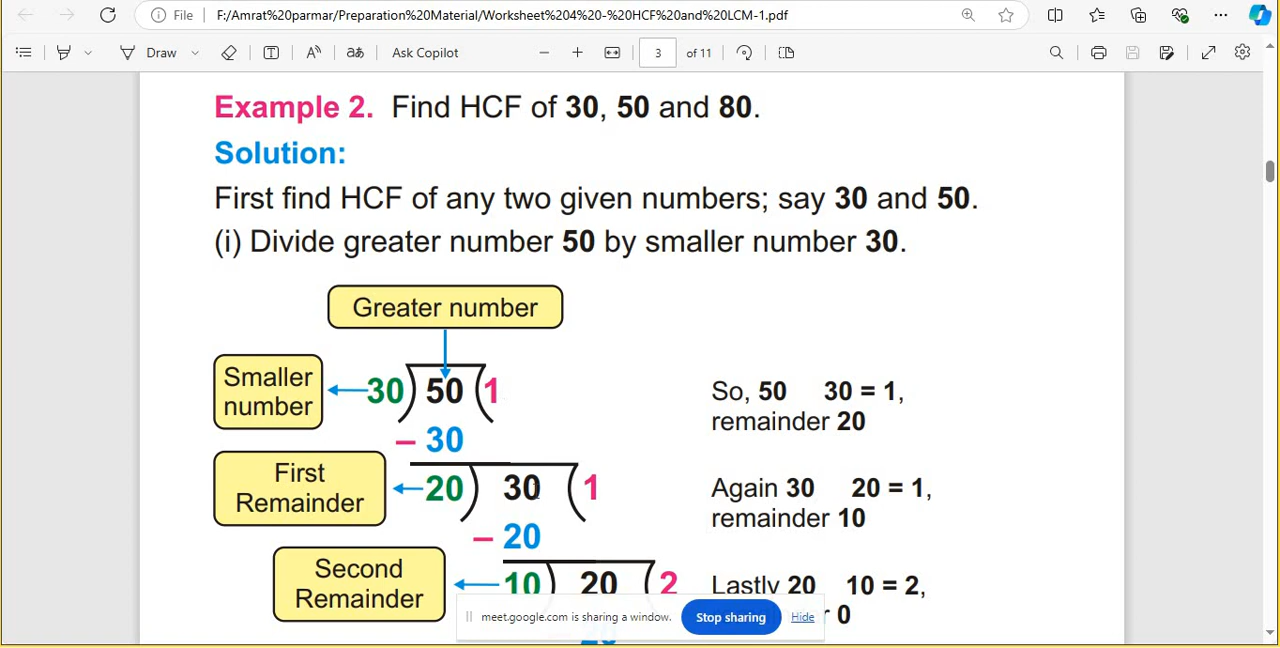 File F:/Amrat%20parmar/Preparation%20Material/Worksheet%204%20-%20HCF%20and%20LCM-1.pdf
Draw aあ Ask Copilot 3 of 11
Example 2. Find HCF of 30, 50 and 80.
Solution:
First find HCF of any two given numbers; say 30 and 50.
(i) Divide greater number 50 by smaller number 30.
Greater number
Smaller
number
30) 50 (1
– 30
So, 50 30 = 1,
remainder 20
First
Remainder
20) 30 (1
– 20
Again 30 20 = 1,
remainder 10
Second
Remainder
10) 20 (2
Lastly 20 10 = 2,
0
meet.google.com is sharing a window. Stop sharing Hide